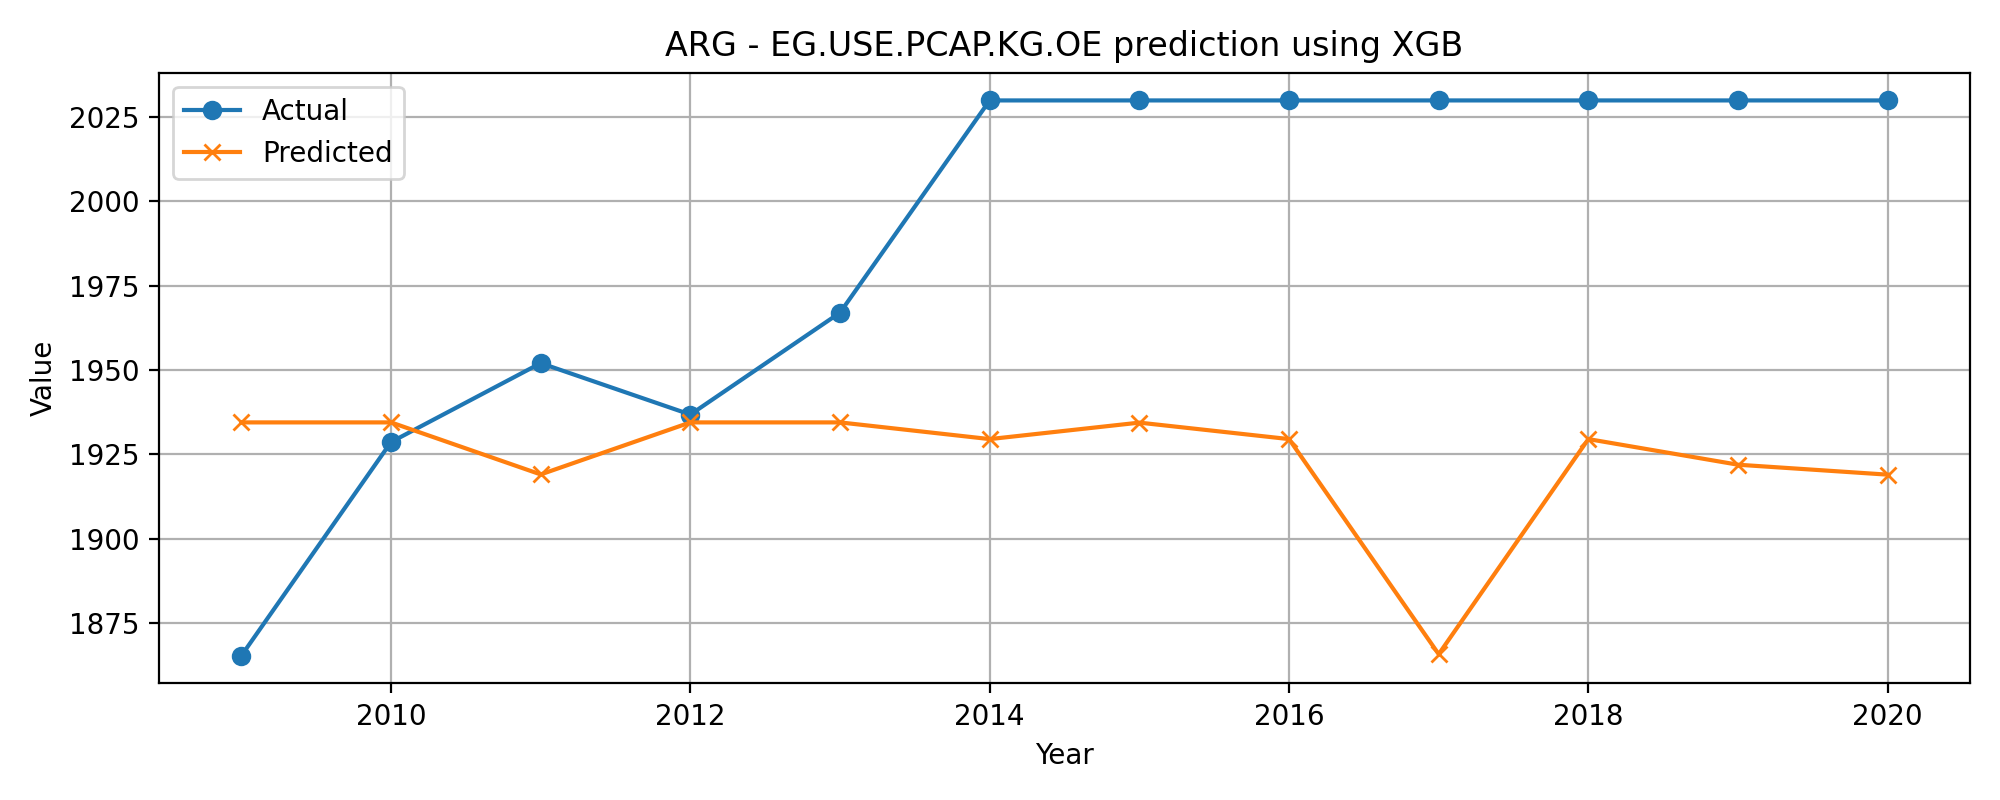 ARG - EG.USE.PCAP.KG.OE prediction using XGB
Actual
Predicted
2025
2000
1975
1950
1925
1900
1875
Value
2010 2012 2014 2016 2018 2020
Year